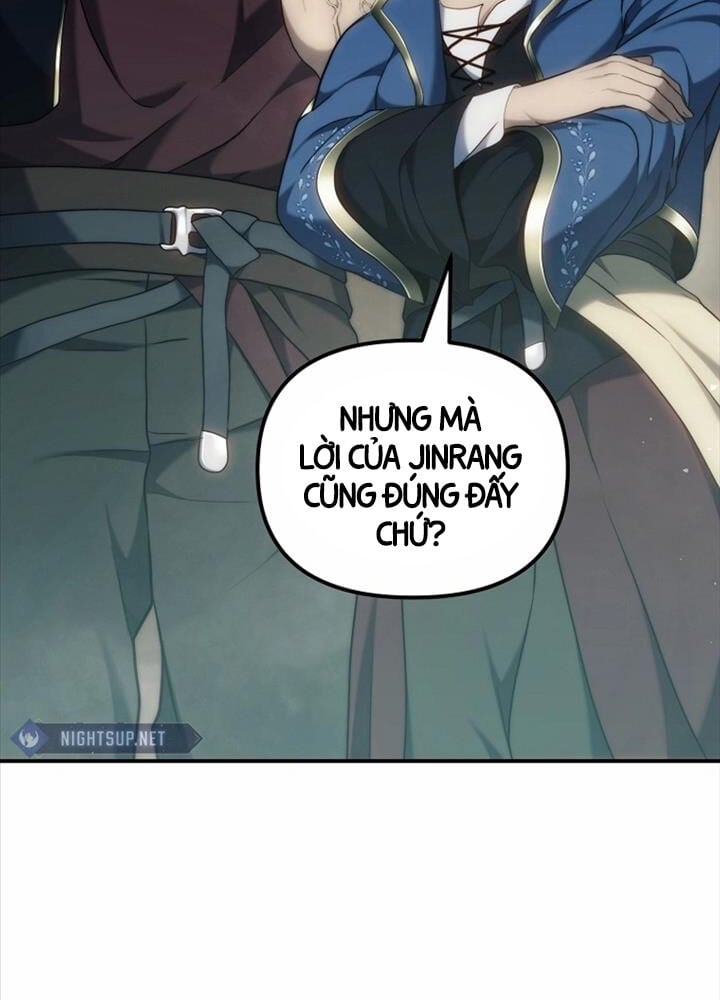 NHƯNG MÀ
LỜI CỦA JINRANG
CŨNG ĐÚNG ĐẤY
CHỨ?
NIGHTSUP.NET